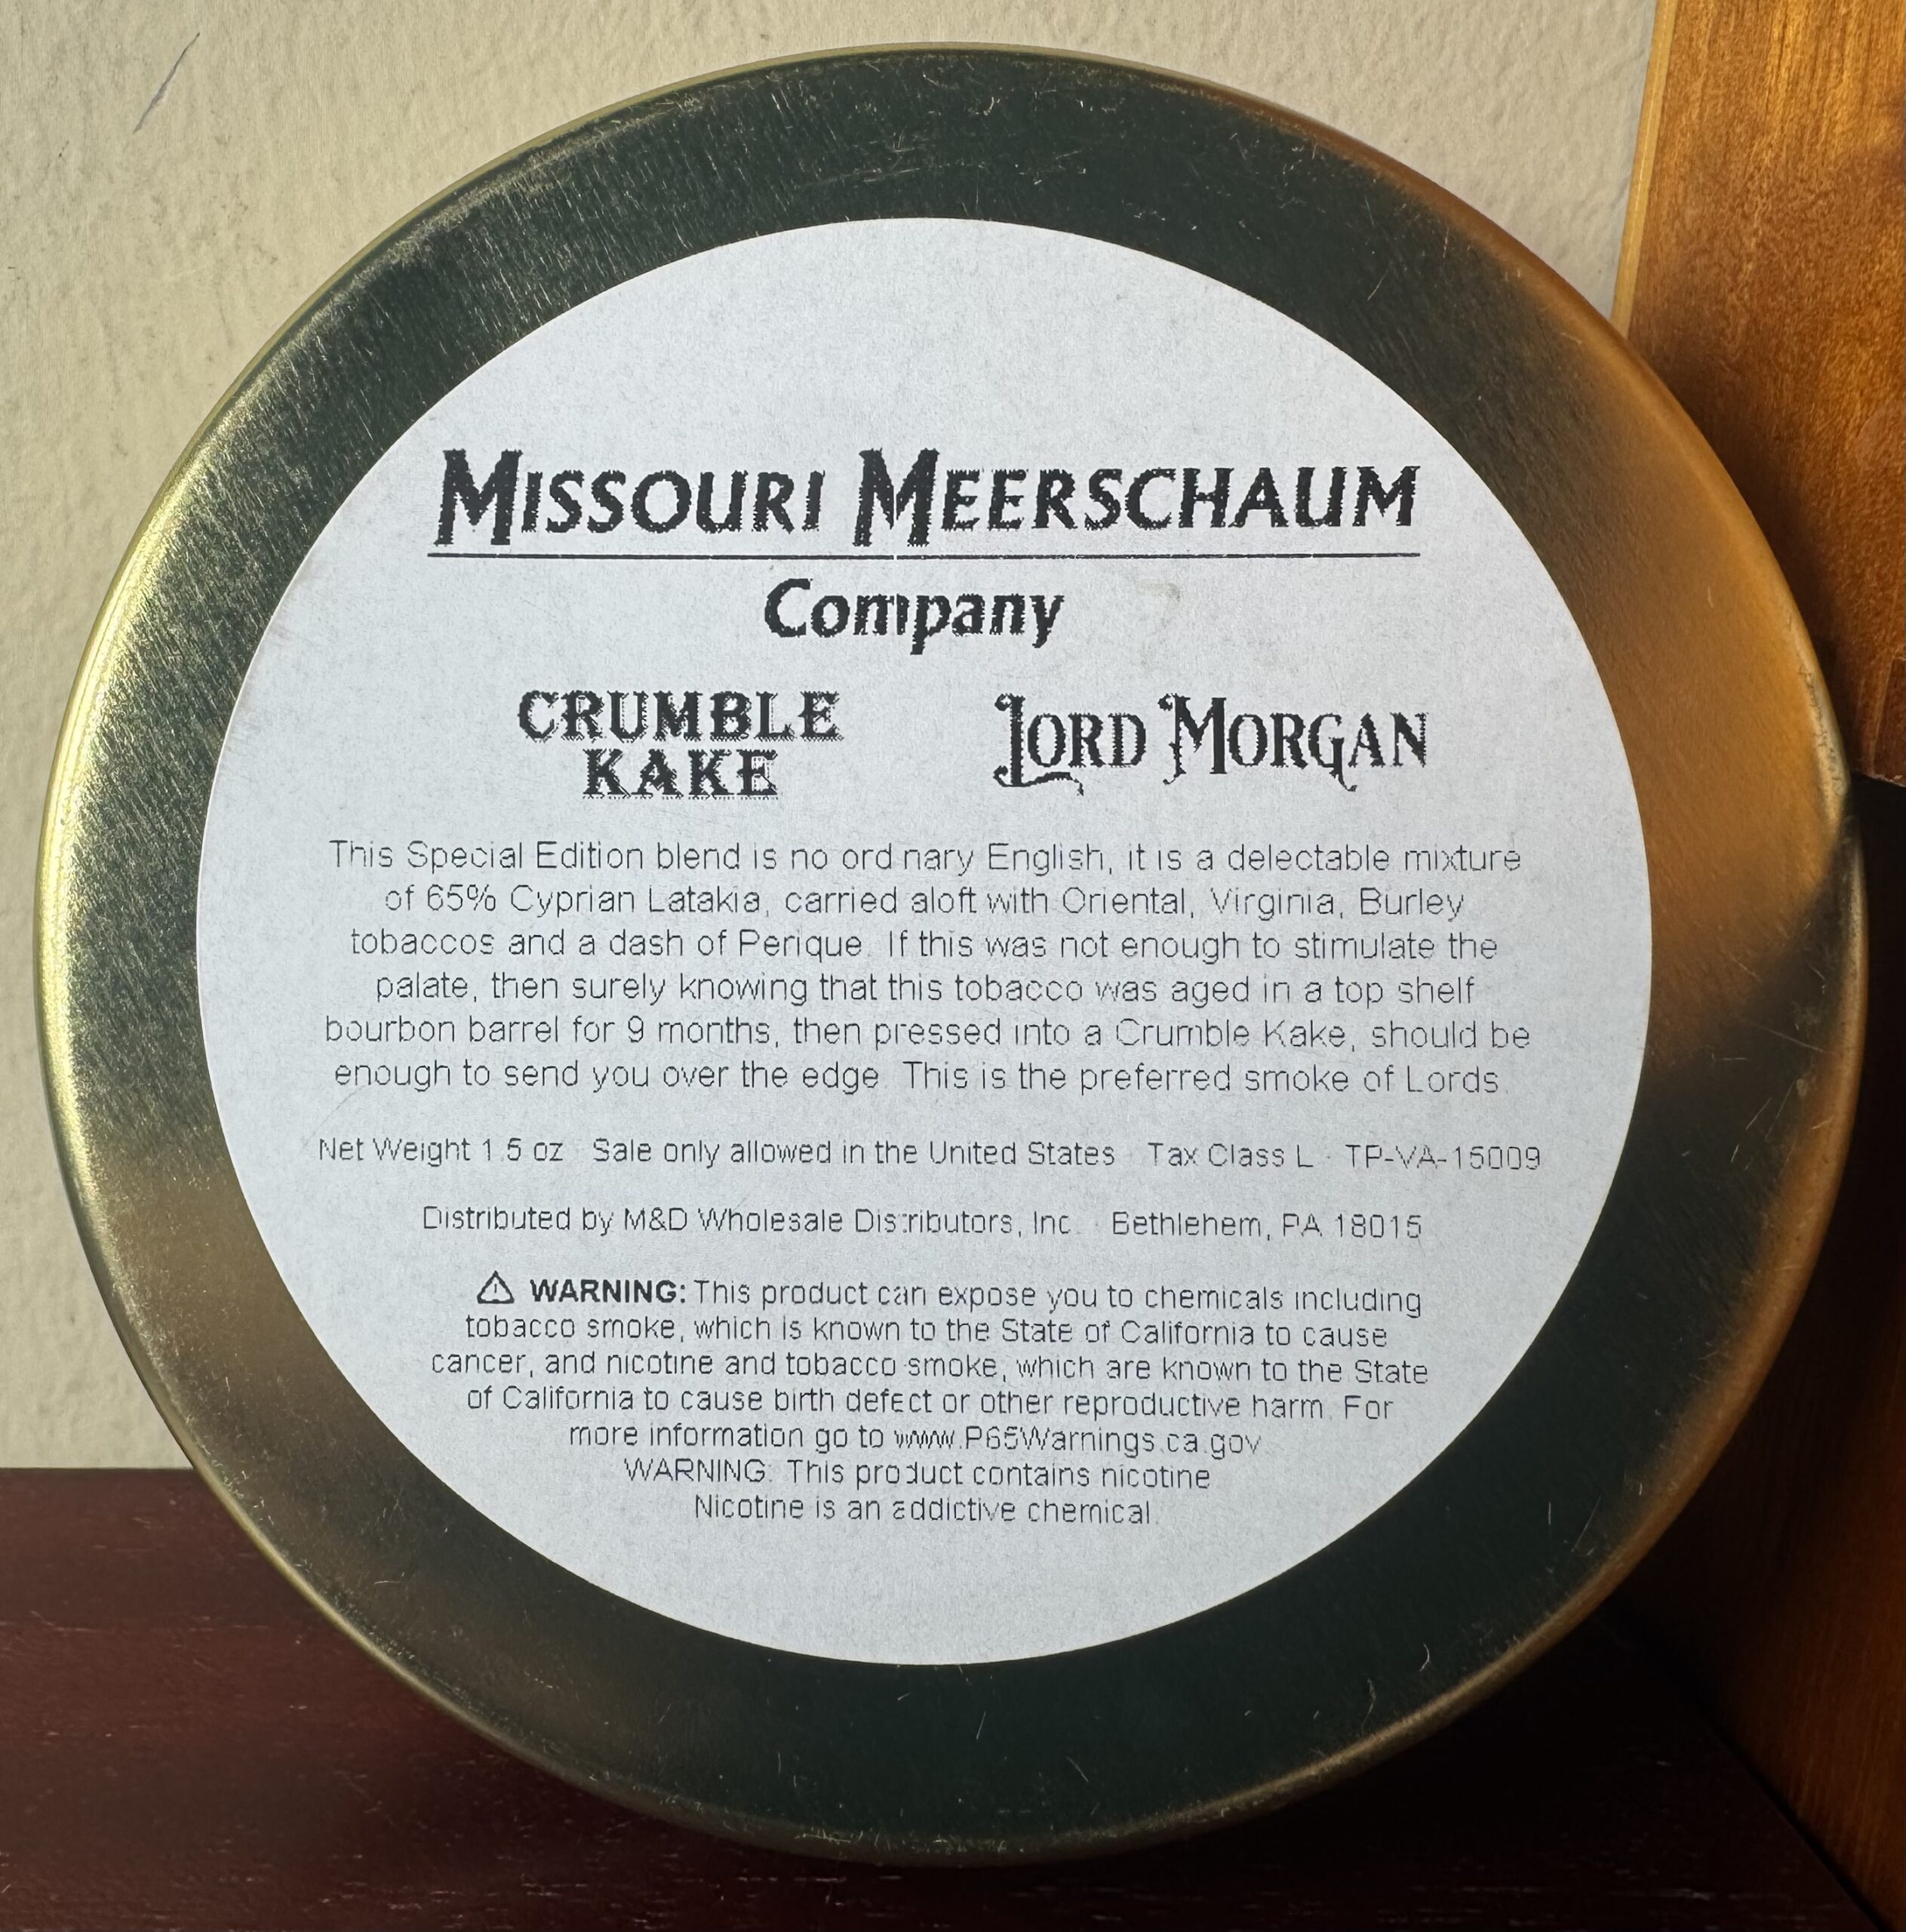 MISSOURI MEERSCHAUM
Company
CRUMBLE
KAKE
LORD MORGAN
This Special Edition blend is no ordinary English, it is a delectable mixture
of 65% Cyprian Latakia, carried aloft with Oriental, Virginia, Burley
tobaccos and a dash of Perique. If this was not enough to stimulate the
palate, then surely knowing that this tobacco was aged in a top shelf
bourbon barrel for 9 months, then pressed into a Crumble Kake, should be
enough to send you over the edge. This is the preferred smoke of Lords.
Net Weight 1.5 oz · Sale only allowed in the United States · Tax Class L · TP-VA-15009
Distributed by M&D Wholesale Distributors, Inc. · Bethlehem, PA 18015
⚠ WARNING: This product can expose you to chemicals including
tobacco smoke, which is known to the State of California to cause
cancer, and nicotine and tobacco smoke, which are known to the State
of California to cause birth defect or other reproductive harm. For
more information go to www.P65Warnings.ca.gov
WARNING: This product contains nicotine
Nicotine is an addictive chemical.